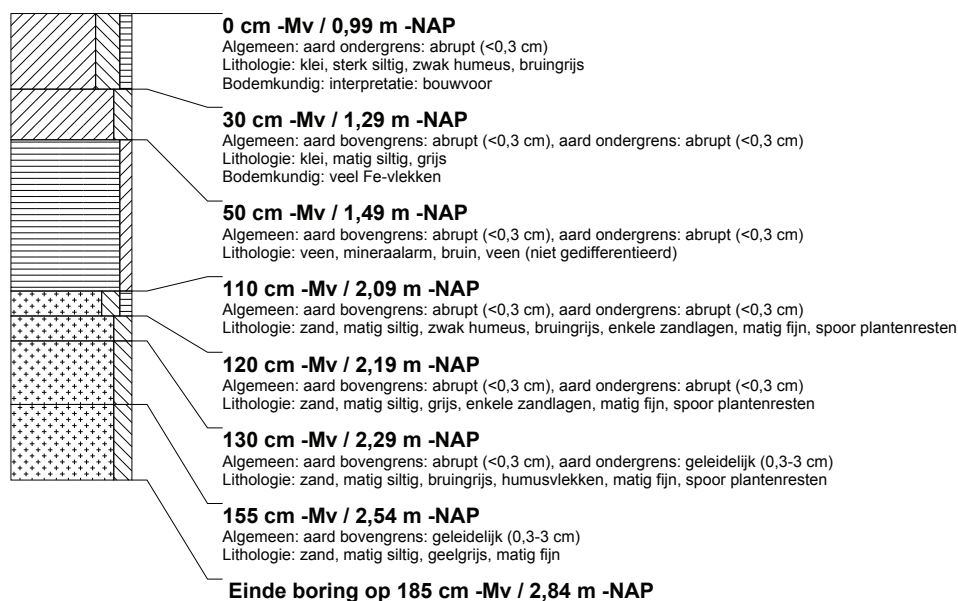 0 cm -Mv / 0,99 m -NAP
Algemeen: aard ondergrens: abrupt (<0,3 cm)
Lithologie: klei, sterk siltig, zwak humeus, bruingrijs
Bodemkundig: interpretatie: bouwvoor
30 cm -Mv / 1,29 m -NAP
Algemeen: aard bovengrens: abrupt (<0,3 cm), aard ondergrens: abrupt (<0,3 cm)
Lithologie: klei, matig siltig, grijs
Bodemkundig: veel Fe-vlekken
50 cm -Mv / 1,49 m -NAP
Algemeen: aard bovengrens: abrupt (<0,3 cm), aard ondergrens: abrupt (<0,3 cm)
Lithologie: veen, mineraalarm, bruin, veen (niet gedifferentieerd)
110 cm -Mv / 2,09 m -NAP
Algemeen: aard bovengrens: abrupt (<0,3 cm), aard ondergrens: abrupt (<0,3 cm)
Lithologie: zand, matig siltig, zwak humeus, bruingrijs, enkele zandlagen, matig fijn, spoor plantenresten
120 cm -Mv / 2,19 m -NAP
Algemeen: aard bovengrens: abrupt (<0,3 cm), aard ondergrens: abrupt (<0,3 cm)
Lithologie: zand, matig siltig, grijs, enkele zandlagen, matig fijn, spoor plantenresten
130 cm -Mv / 2,29 m -NAP
Algemeen: aard bovengrens: abrupt (<0,3 cm), aard ondergrens: geleidelijk (0,3-3 cm)
Lithologie: zand, matig siltig, bruingrijs, humusvlekken, matig fijn, spoor plantenresten
155 cm -Mv / 2,54 m -NAP
Algemeen: aard bovengrens: geleidelijk (0,3-3 cm)
Lithologie: zand, matig siltig, geelgrijs, matig fijn
Einde boring op 185 cm -Mv / 2,84 m -NAP